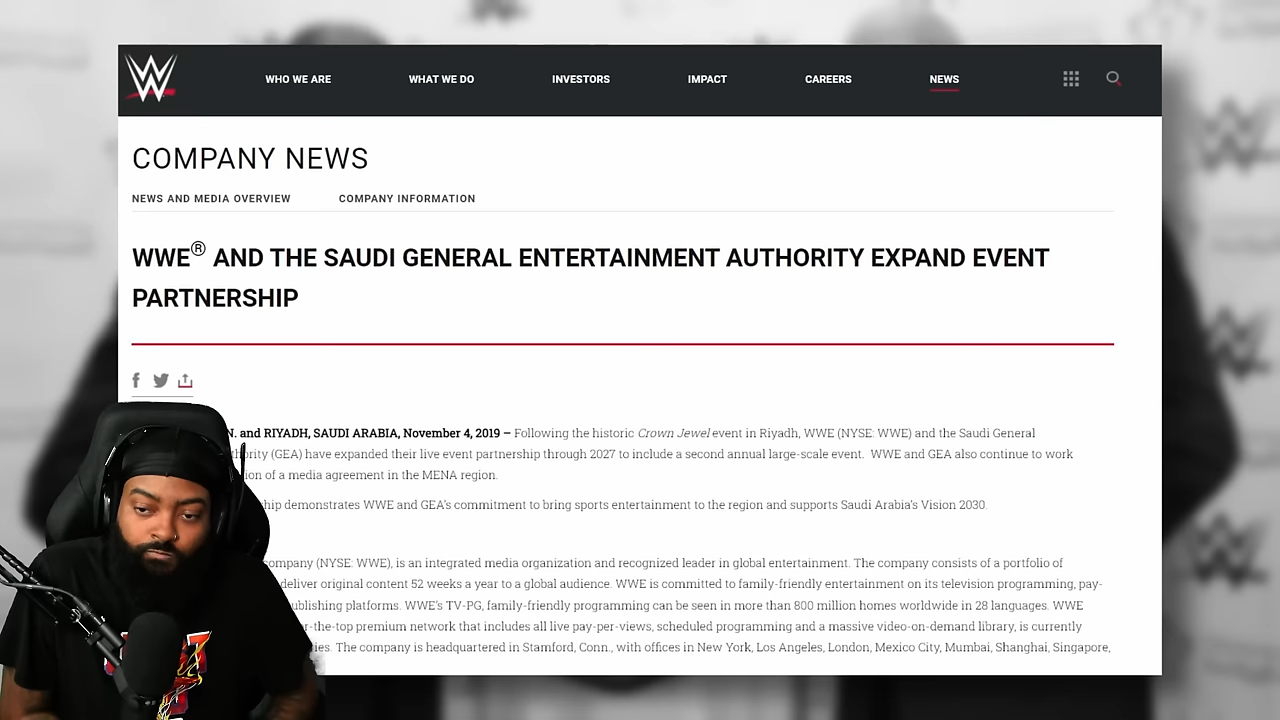 W
WHO WE ARE
WHAT WE DO
INVESTORS
IMPACT
CAREERS
NEWS
COMPANY NEWS
NEWS AND MEDIA OVERVIEW
COMPANY INFORMATION
WWE® AND THE SAUDI GENERAL ENTERTAINMENT AUTHORITY EXPAND EVENT
PARTNERSHIP
N. and RIYADH, SAUDI ARABIA, November 4, 2019 – Following the historic Crown Jewel event in Riyadh, WWE (NYSE: WWE) and the Saudi General
(GEA) have expanded their live event partnership through 2027 to include a second annual large-scale event. WWE and GEA also continue to work
of a media agreement in the MENA region.
demonstrates WWE and GEA's commitment to bring sports entertainment to the region and supports Saudi Arabia's Vision 2030.
company (NYSE: WWE), is an integrated media organization and recognized leader in global entertainment. The company consists of a portfolio of
deliver original content 52 weeks a year to a global audience. WWE is committed to family-friendly entertainment on its television programming, pay-
publishing platforms. WWE's TV-PG, family-friendly programming can be seen in more than 800 million homes worldwide in 28 languages. WWE
r-the-top premium network that includes all live pay-per-views, scheduled programming and a massive video-on-demand library, is currently
The company is headquartered in Stamford, Conn., with offices in New York, Los Angeles, London, Mexico City, Mumbai, Shanghai, Singapore,